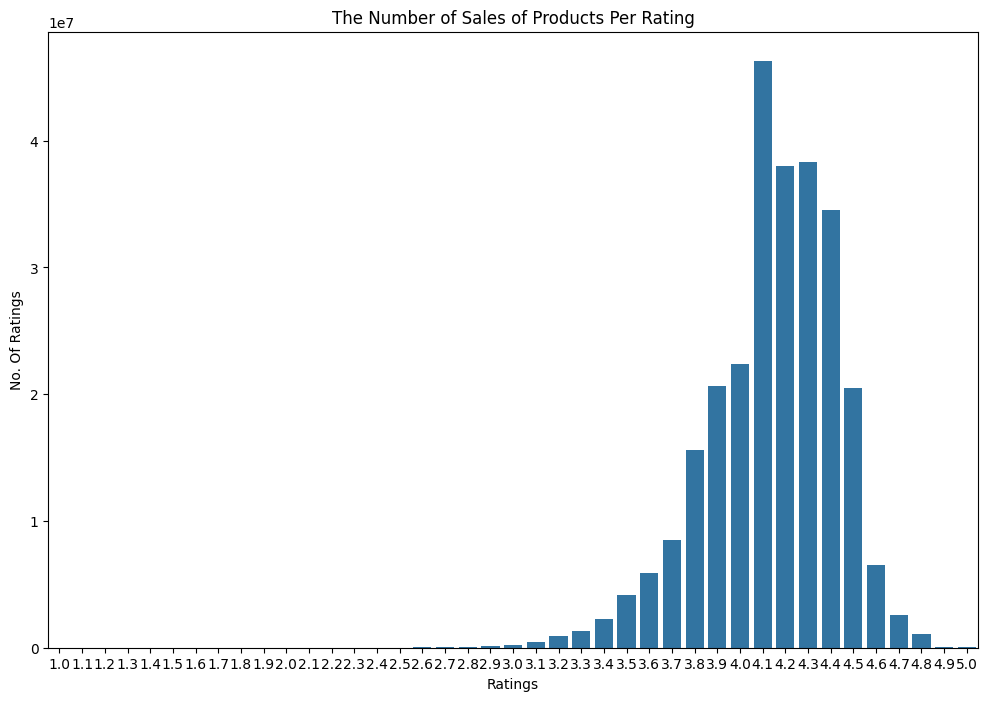 The Number of Sales of Products Per Rating
1e7
No. Of Ratings
4
3
2
1
0
1.0 1.1 1.2 1.3 1.4 1.5 1.6 1.7 1.8 1.9 2.0 2.1 2.2 2.3 2.4 2.5 2.6 2.7 2.8 2.9 3.0 3.1 3.2 3.3 3.4 3.5 3.6 3.7 3.8 3.9 4.0 4.1 4.2 4.3 4.4 4.5 4.6 4.7 4.8 4.9 5.0
Ratings